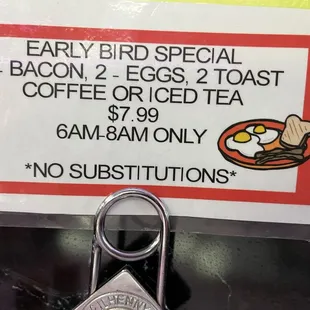 EARLY BIRD SPECIAL
- BACON, 2 - EGGS, 2 TOAST
COFFEE OR ICED TEA
$7.99
6AM-8AM ONLY
*NO SUBSTITUTIONS*